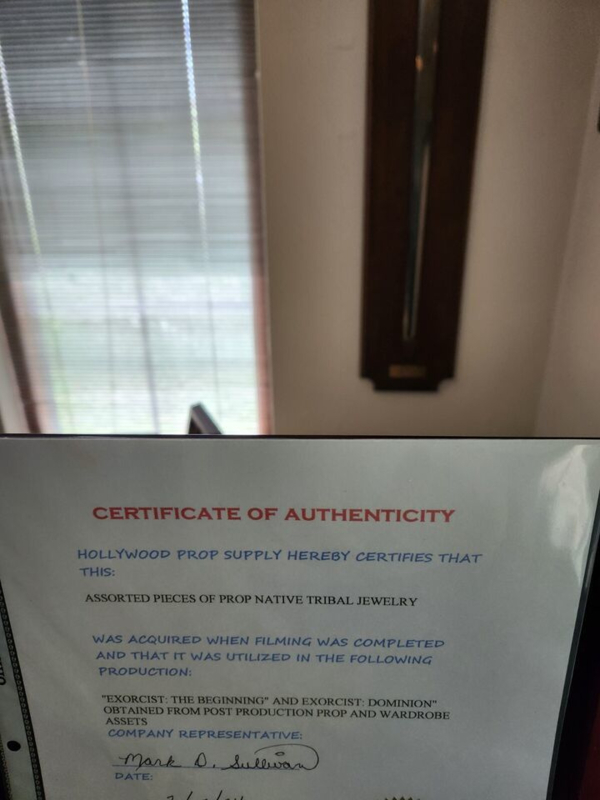 CERTIFICATE OF AUTHENTICITY
HOLLYWOOD PROP SUPPLY HEREBY CERTIFIES THAT
THIS:
ASSORTED PIECES OF PROP NATIVE TRIBAL JEWELRY
WAS ACQUIRED WHEN FILMING WAS COMPLETED
AND THAT IT WAS UTILIZED IN THE FOLLOWING
PRODUCTION:
"EXORCIST: THE BEGINNING" AND EXORCIST: DOMINION"
OBTAINED FROM POST PRODUCTION PROP AND WARDROBE
ASSETS
COMPANY REPRESENTATIVE:
Mark D. Sullivan
DATE: